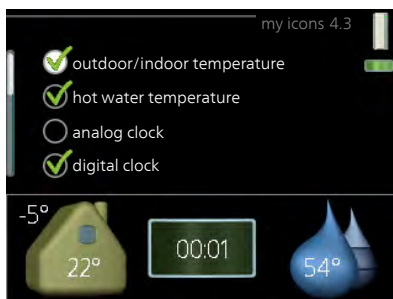 my icons 4.3
outdoor/indoor temperature
hot water temperature
analog clock
digital clock
-5°
22°
00:01
54°